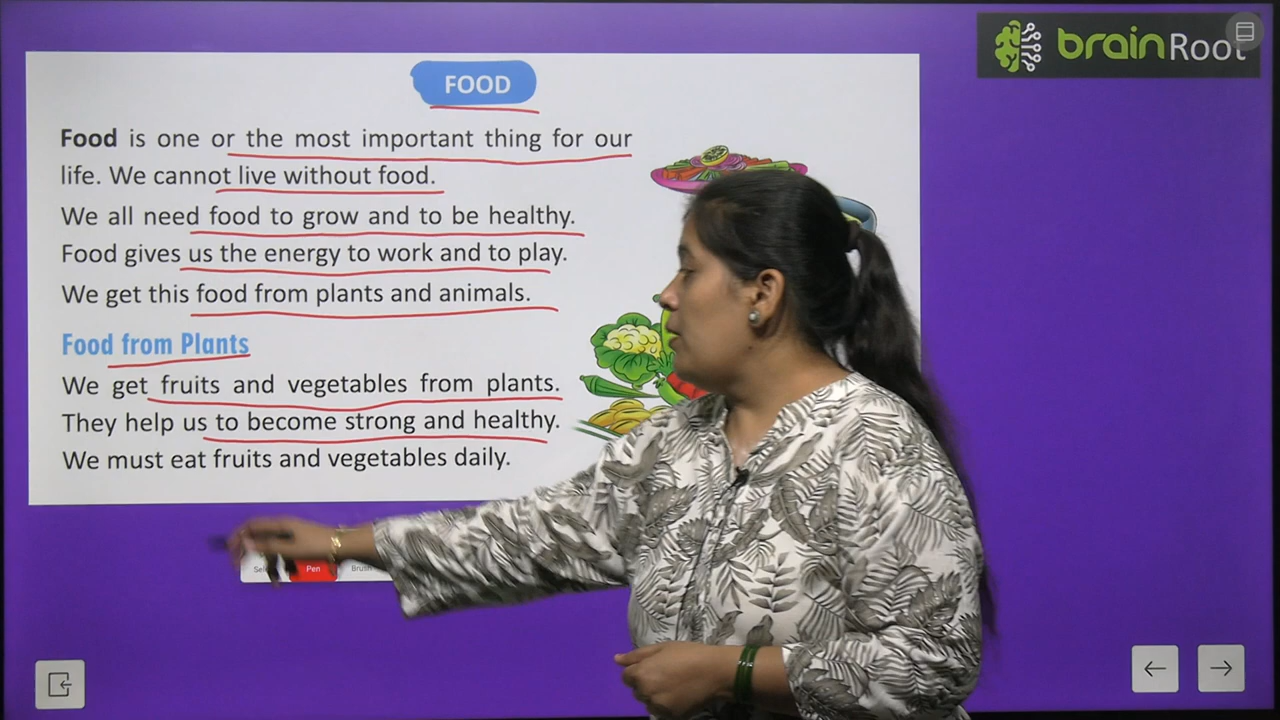 brainRoot
FOOD
Food is one or the most important thing for our
life. We cannot live without food.
We all need food to grow and to be healthy.
Food gives us the energy to work and to play.
We get this food from plants and animals.
Food from Plants
We get fruits and vegetables from plants.
They help us to become strong and healthy.
We must eat fruits and vegetables daily.
Pen